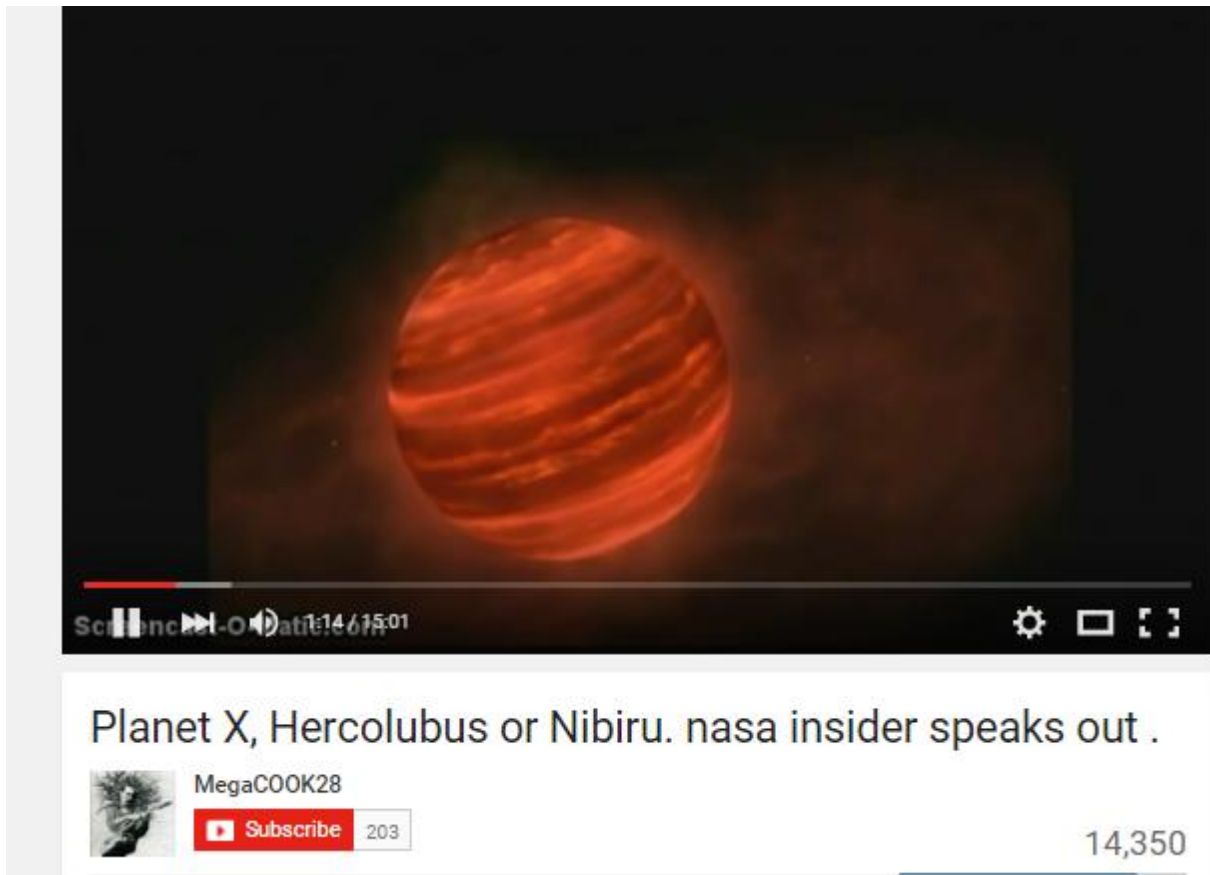 1:14 / 15:01
Planet X, Hercolubus or Nibiru. nasa insider speaks out .
MegaCOOK28
Subscribe 203
14,350